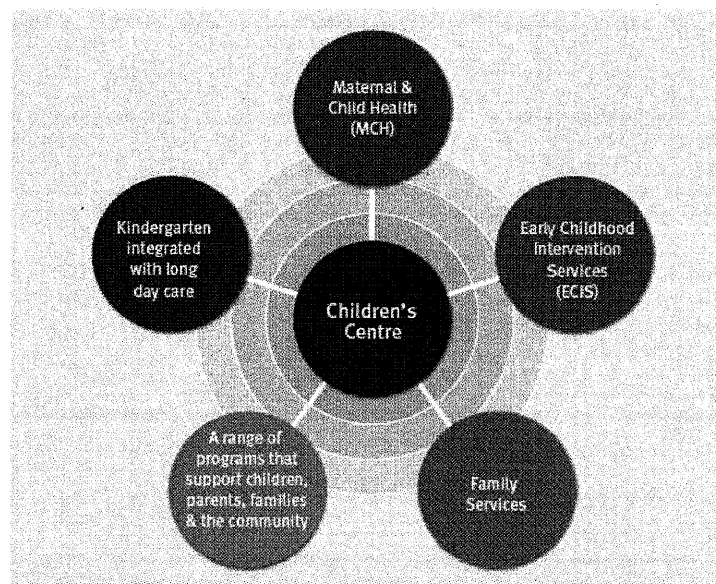 Maternal &
Child Health
(MCH)
Kindergarten
integrated
with long
day care
Early Childhood
Intervention
Services
(ECIS)
Children's
Centre
A range of
programs that
support children,
parents, families
& the community
Family
Services